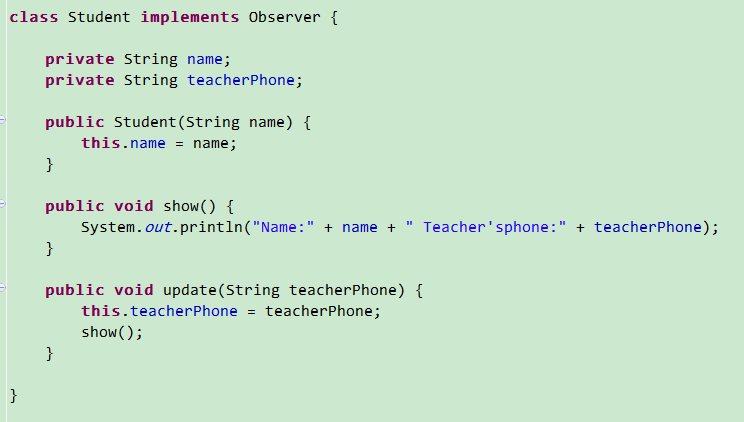 class Student implements Observer {
private String name;
private String teacherPhone;
public Student(String name) {
this.name = name;
}
public void show() {
System.out.println("Name:" + name + " Teacher'sphone:" + teacherPhone);
}
public void update(String teacherPhone) {
this.teacherPhone = teacherPhone;
show();
}
}